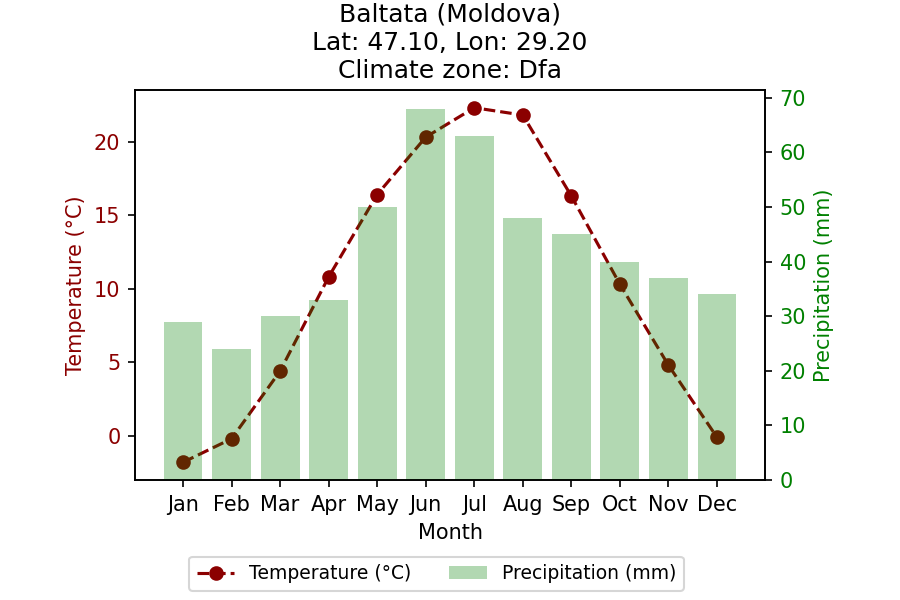 Baltata (Moldova)
Lat: 47.10, Lon: 29.20
Climate zone: Dfa
Temperature (°C)
20
15
10
5
0
70
60
50
40
30
20
10
0
Precipitation (mm)
Jan Feb Mar Apr May Jun Jul Aug Sep Oct Nov Dec
Month
Temperature (°C) Precipitation (mm)